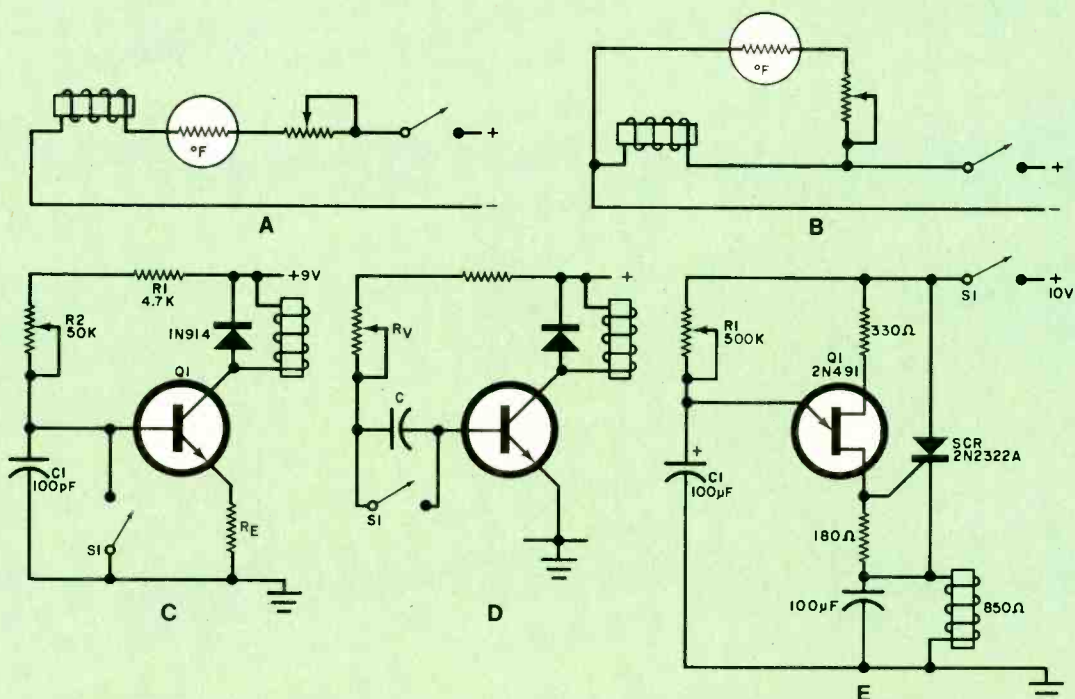 °F
+
−
A
°F
+
−
B
R1
4.7K
+9V
R2
50K
1N914
Q1
C1
100pF
S1
RE
C
+
RV
C
S1
D
S1
+
10V
R1
500K
330Ω
Q1
2N491
SCR
2N2322A
+
C1
100µF
180Ω
100µF
850Ω
E